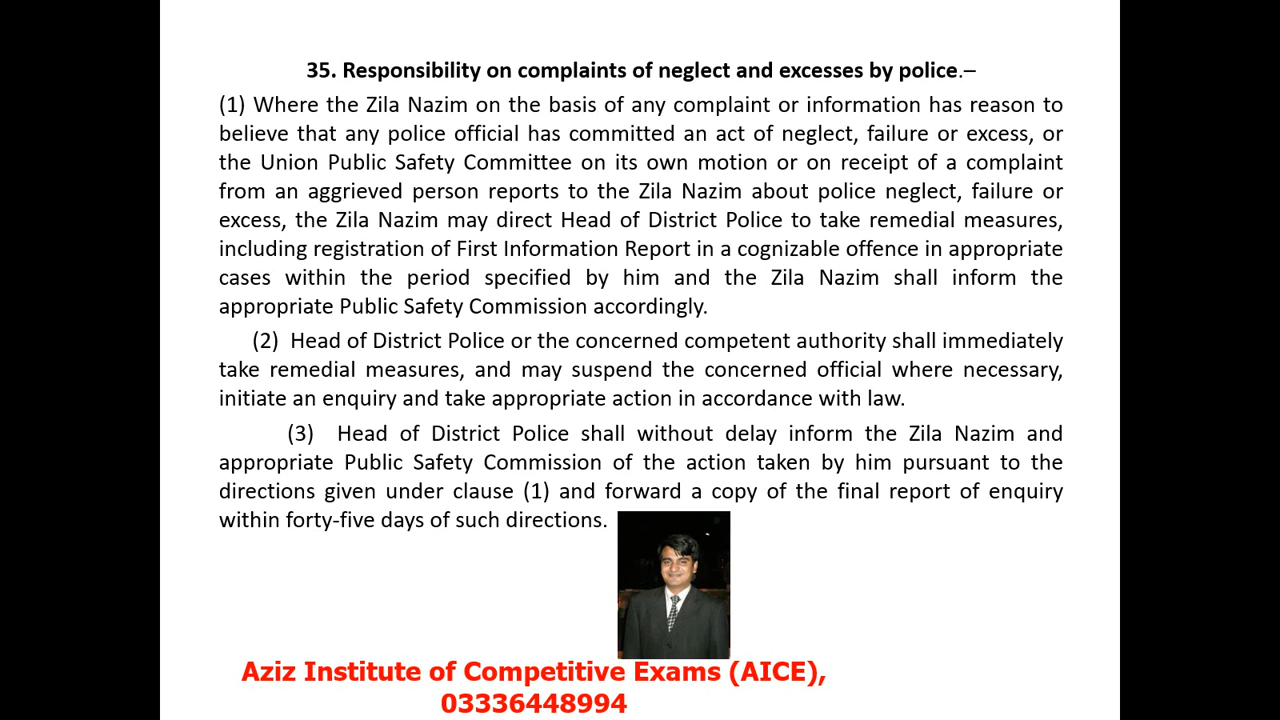 35. Responsibility on complaints of neglect and excesses by police.–
(1) Where the Zila Nazim on the basis of any complaint or information has reason to
believe that any police official has committed an act of neglect, failure or excess, or
the Union Public Safety Committee on its own motion or on receipt of a complaint
from an aggrieved person reports to the Zila Nazim about police neglect, failure or
excess, the Zila Nazim may direct Head of District Police to take remedial measures,
including registration of First Information Report in a cognizable offence in appropriate
cases within the period specified by him and the Zila Nazim shall inform the
appropriate Public Safety Commission accordingly.
(2) Head of District Police or the concerned competent authority shall immediately
take remedial measures, and may suspend the concerned official where necessary,
initiate an enquiry and take appropriate action in accordance with law.
(3) Head of District Police shall without delay inform the Zila Nazim and
appropriate Public Safety Commission of the action taken by him pursuant to the
directions given under clause (1) and forward a copy of the final report of enquiry
within forty-five days of such directions.
Aziz Institute of Competitive Exams (AICE),
03336448994